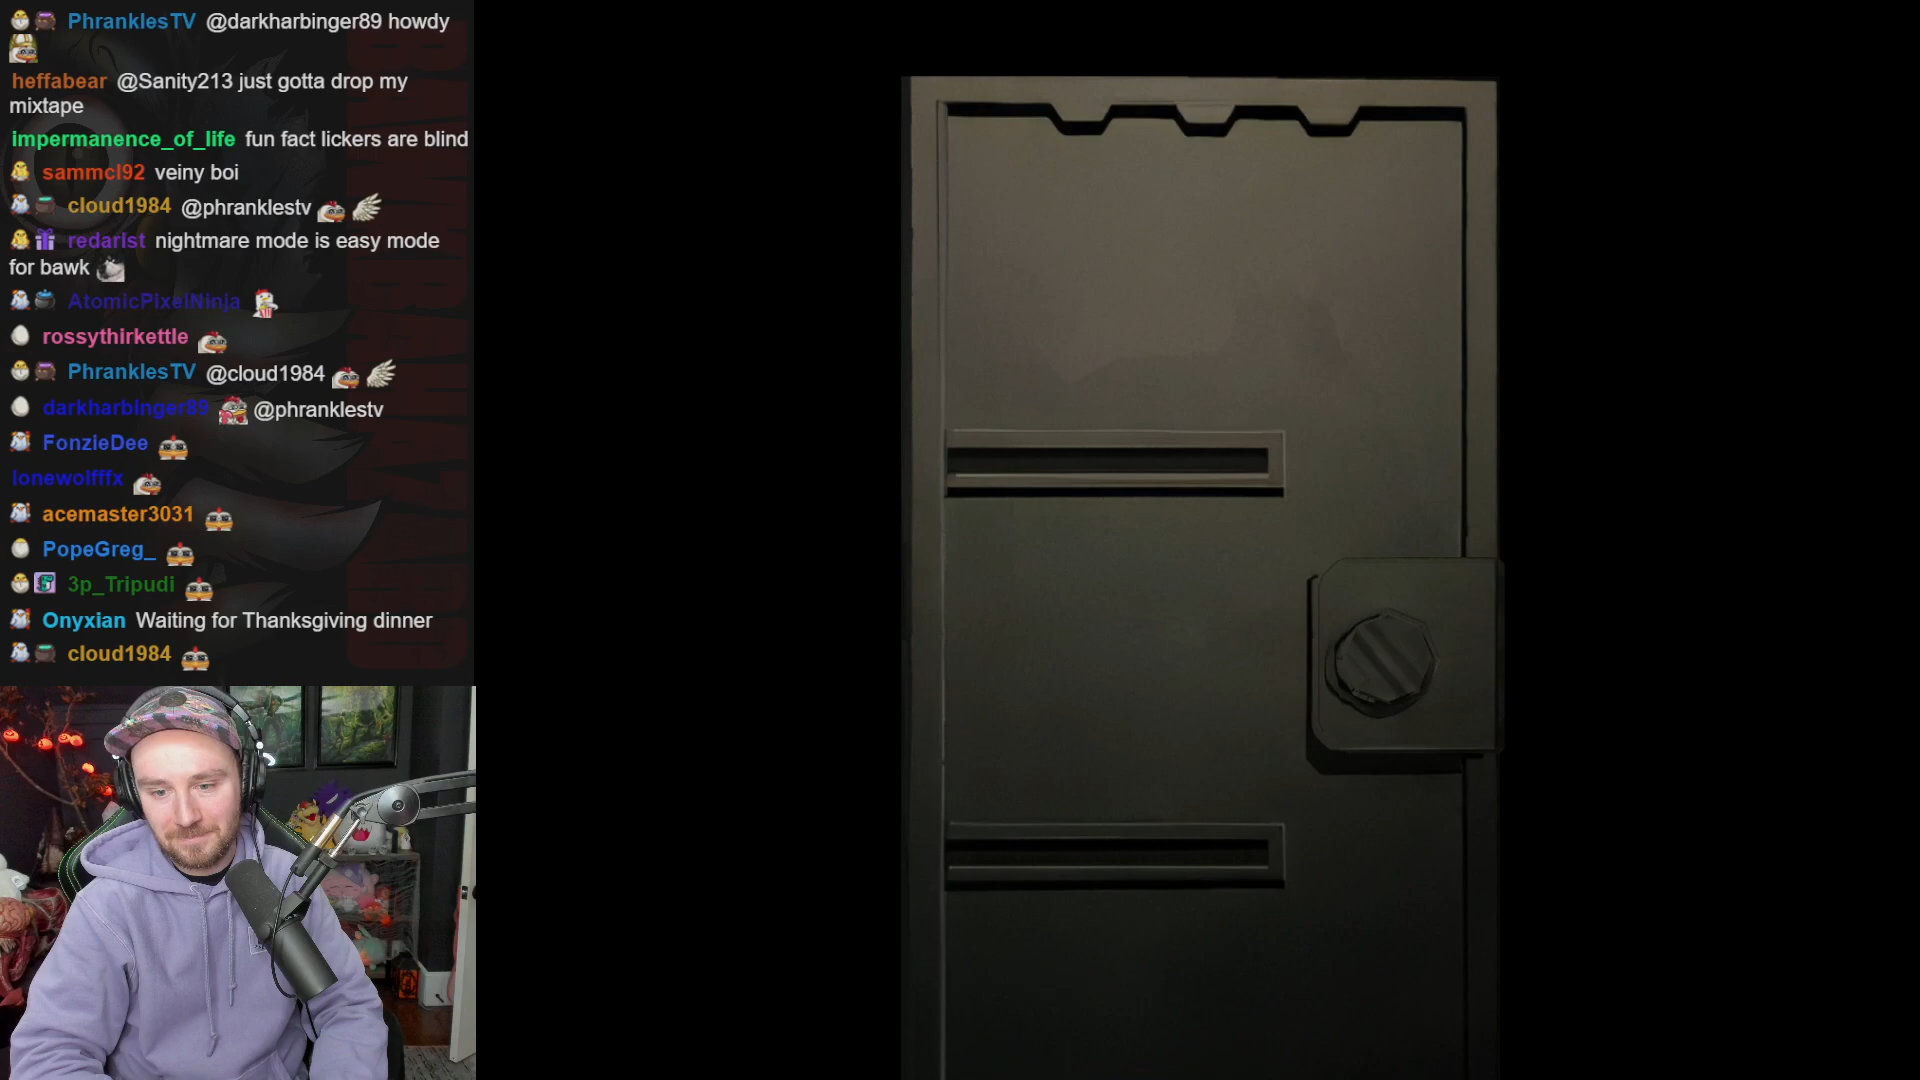 PhranklesTV @darkharbinger89 howdy
heffabear @Sanity213 just gotta drop my
mixtape
impermanence_of_life fun fact lickers are blind
sammcl92 veiny boi
cloud1984 @phranklestv
redarist nightmare mode is easy mode
for bawk
AtomicPixelNinja
rossythirkettle
PhranklesTV @cloud1984
darkharbinger89 @phranklestv
FonzieDee
lonewolfffx
acemaster3031
PopeGreg_
3p_Tripudi
Onyxian Waiting for Thanksgiving dinner
cloud1984